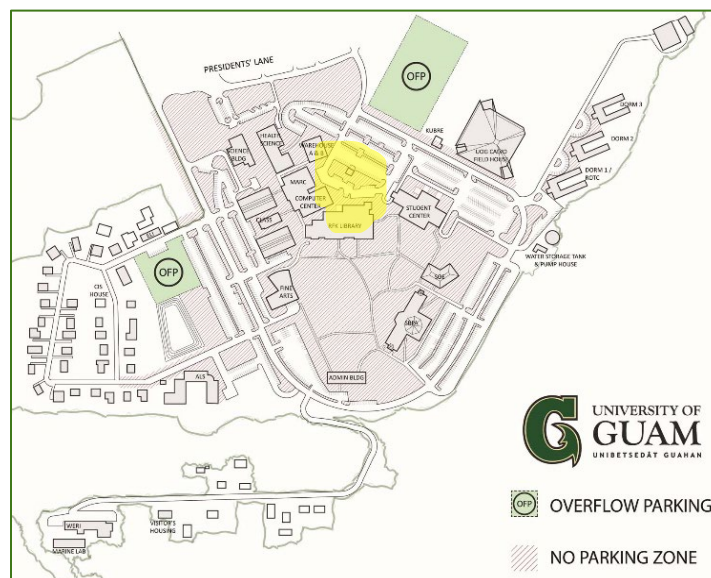 PRESIDENTS' LANE
OFP
KUBRE
UOG CALVO
FIELD HOUSE
DORM 3
DORM 2
DORM 1 /
ROTC
SCIENCE
BLDG
HEALTH
SCIENCE
WAREHOUSE
A & B
MARC
COMPUTER
CENTER
CLASS
RFK LIBRARY
STUDENT
CENTER
WATER STORAGE TANK
& PUMP HOUSE
OFP
CIS
HOUSE
FINE
ARTS
SOE
SBPA
ALS
ADMIN BLDG
UNIVERSITY OF
GUAM
UNIBETSEDÅT GUAHAN
WERI
MARINE LAB
VISITOR'S
HOUSING
OFP OVERFLOW PARKING
NO PARKING ZONE